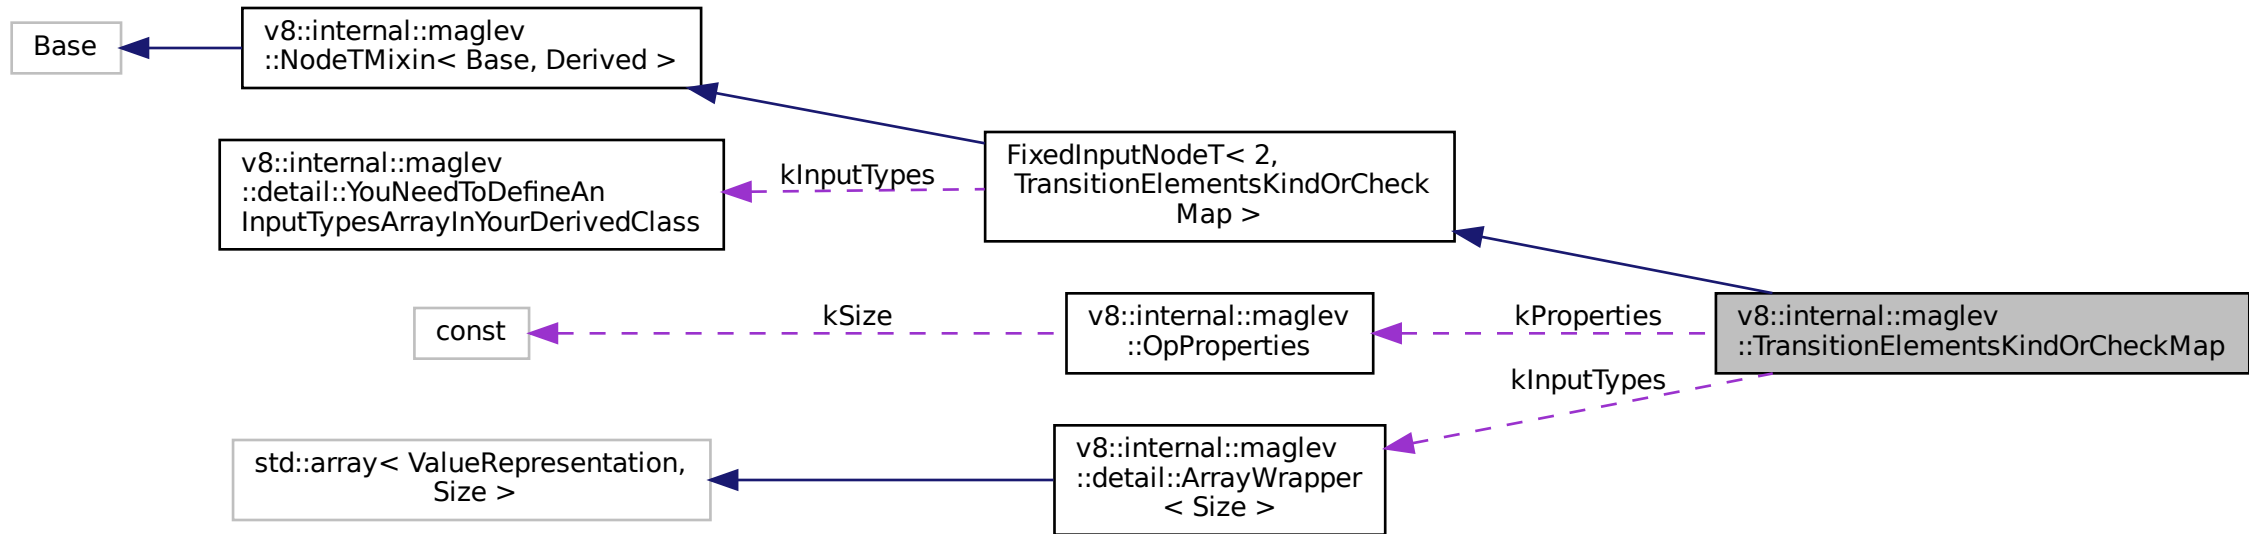 Base
v8::internal::maglev
::NodeTMixin< Base, Derived >
v8::internal::maglev
::detail::YouNeedToDefineAn
InputTypesArrayInYourDerivedClass
kInputTypes
FixedInputNodeT< 2,
TransitionElementsKindOrCheck
Map >
const
kSize
v8::internal::maglev
::OpProperties
kProperties
v8::internal::maglev
::TransitionElementsKindOrCheckMap
kInputTypes
std::array< ValueRepresentation,
Size >
v8::internal::maglev
::detail::ArrayWrapper
< Size >